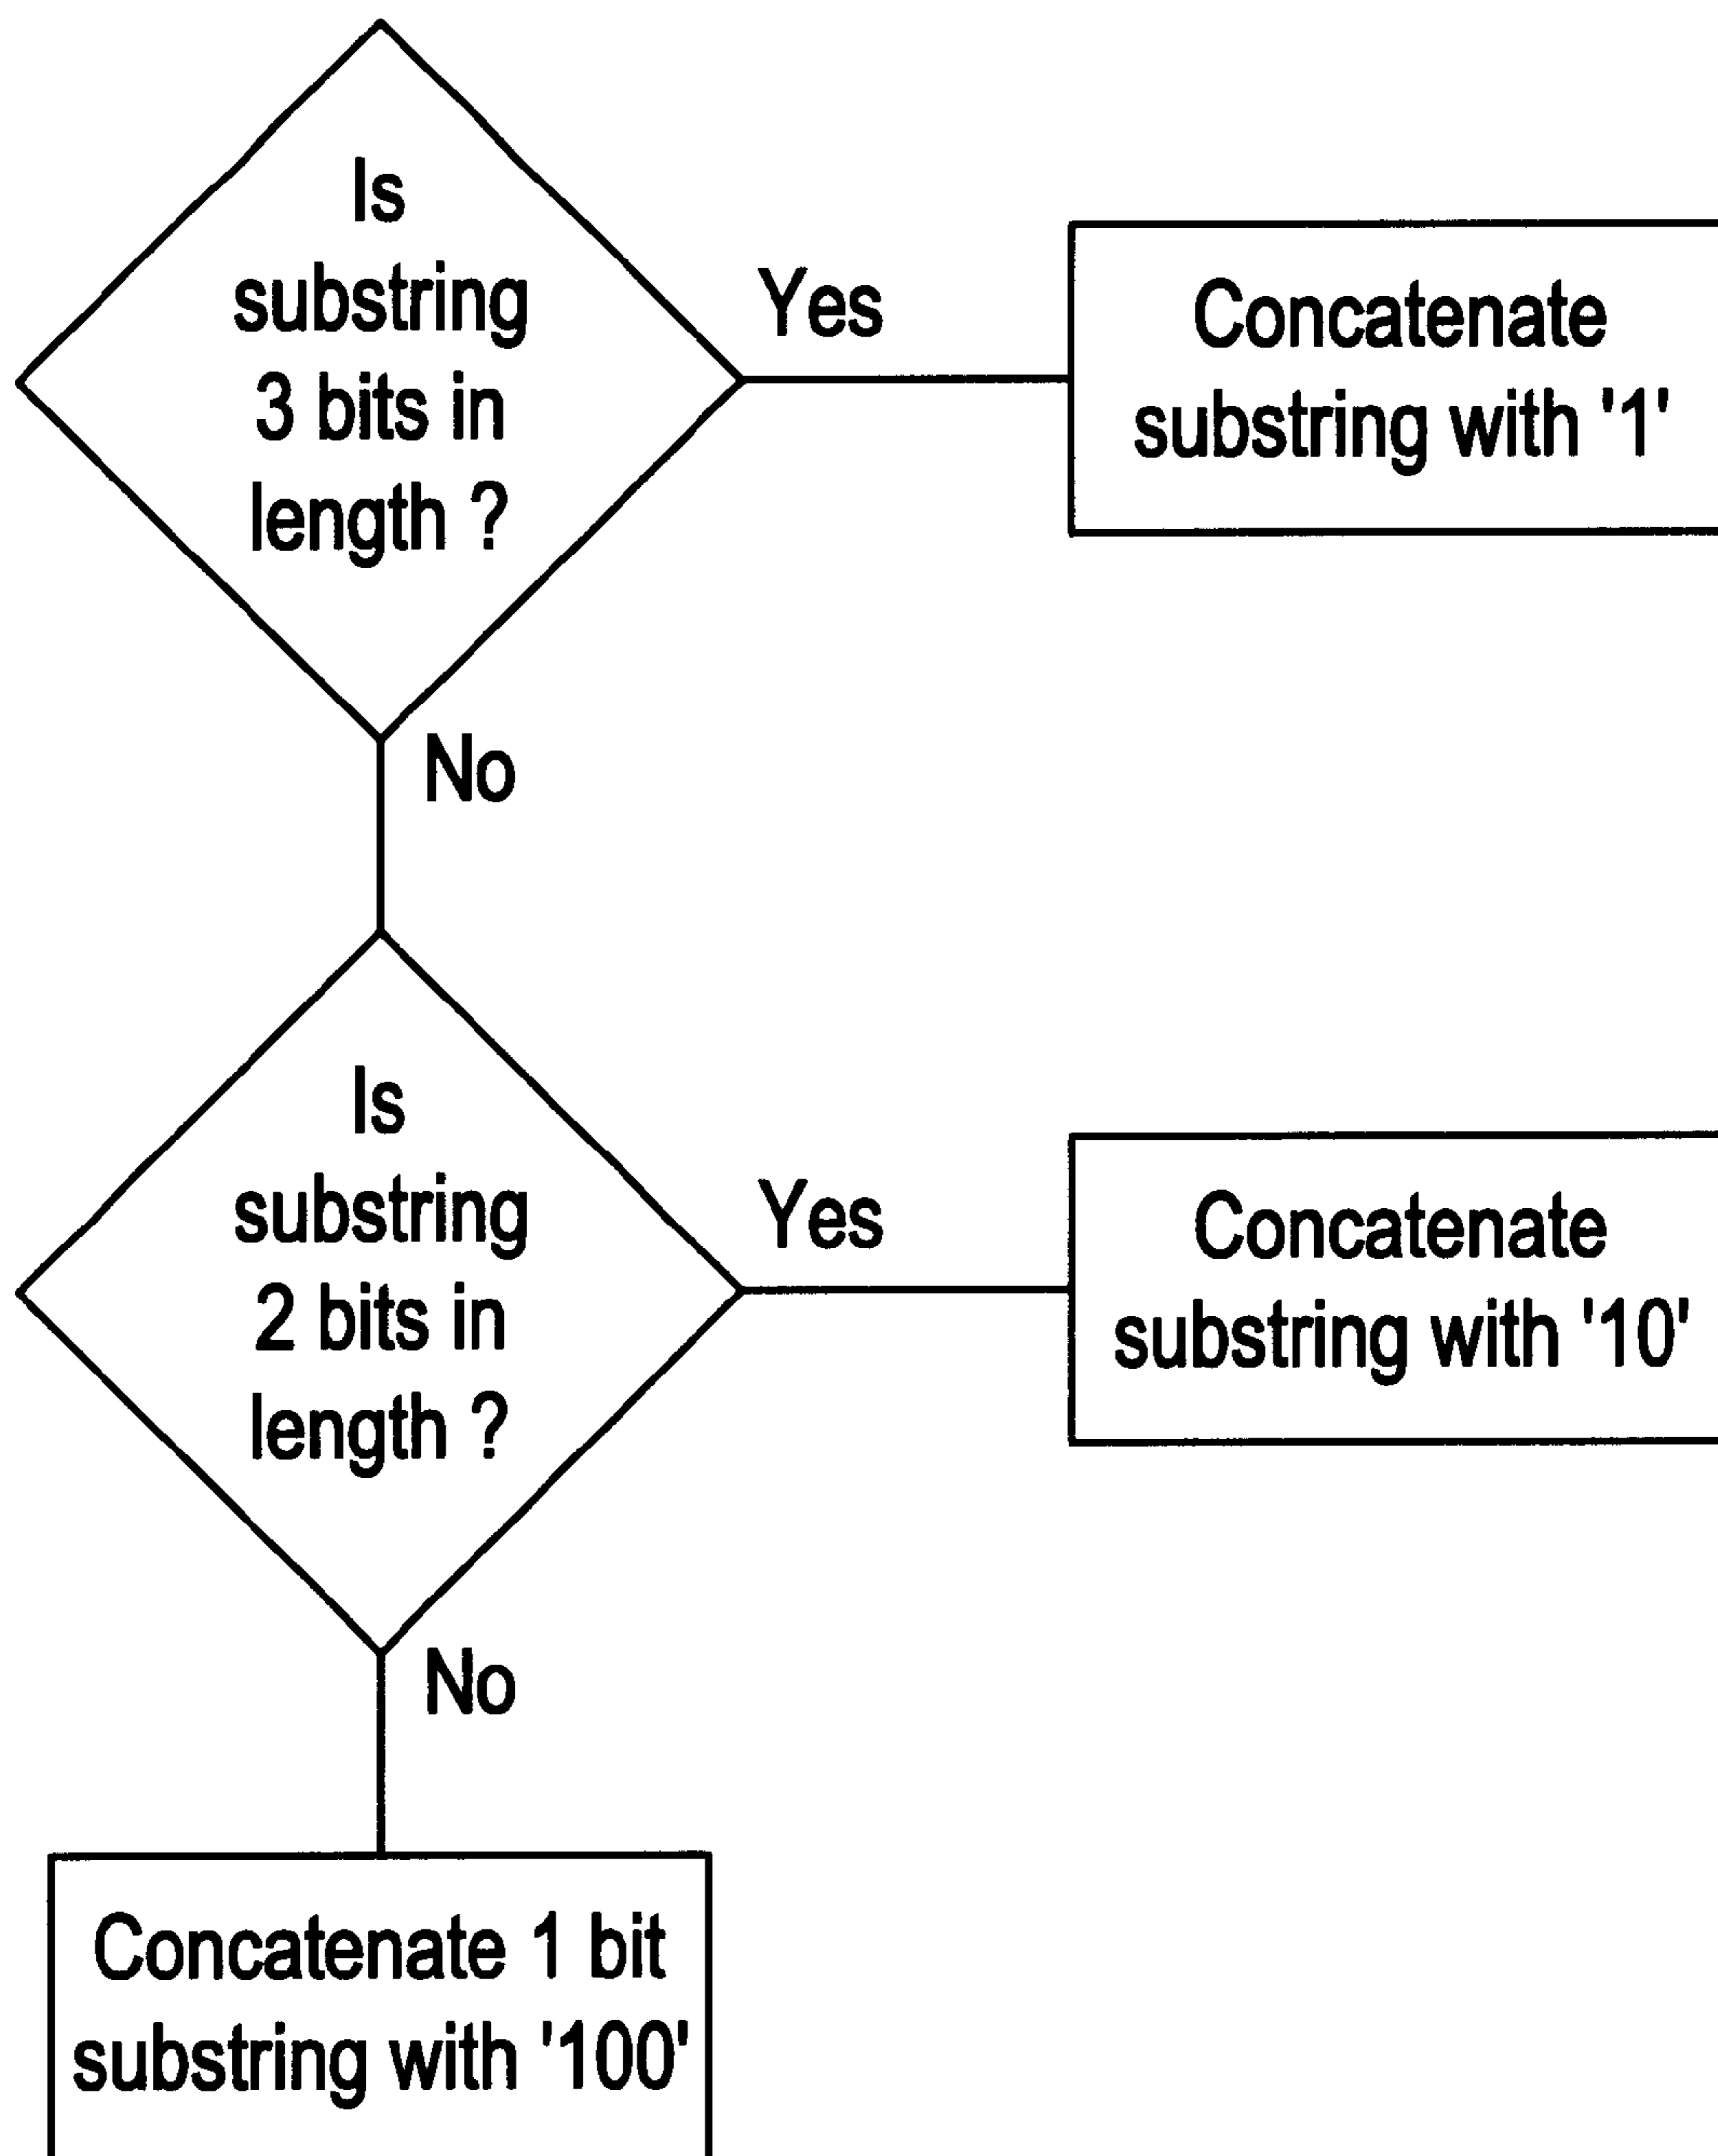 Is
substring
3 bits in
length ?
Yes
Concatenate
substring with '1'
No
Is
substring
2 bits in
length ?
Yes
Concatenate
substring with '10'
No
Concatenate 1 bit
substring with '100'